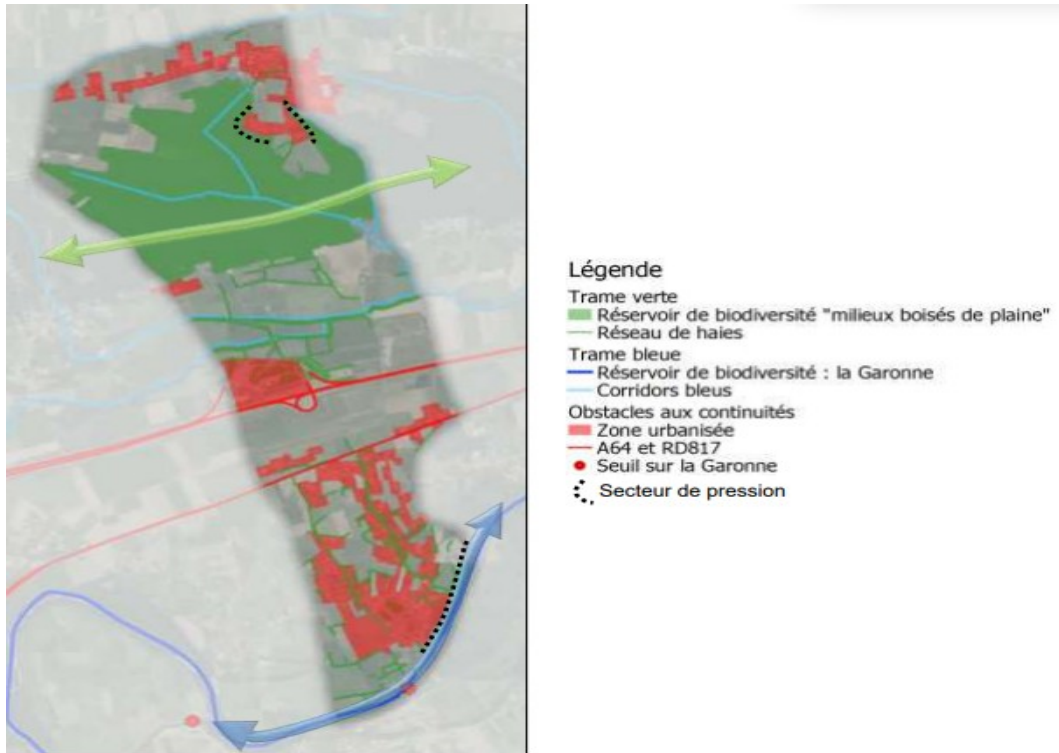 Légende
Trame verte
Réservoir de biodiversité "milieux boisés de plaine"
Réseau de haies
Trame bleue
Réservoir de biodiversité : la Garonne
Corridors bleus
Obstacles aux continuités
Zone urbanisée
A64 et RD817
Seuil sur la Garonne
Secteur de pression